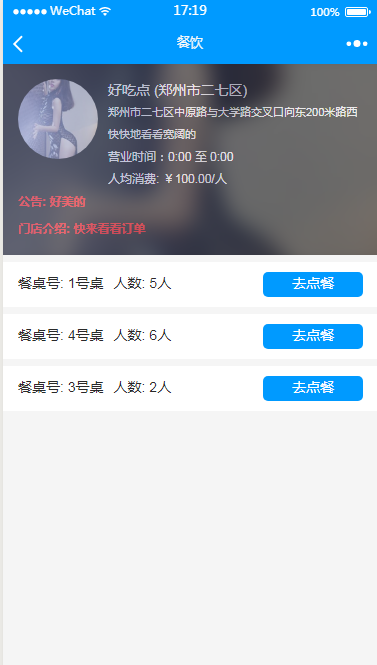 WeChat 17:19 100%
餐饮
好吃点 (郑州市二七区)
郑州市二七区中原路与大学路交叉口向东200米路西
快快地看看宽阔的
营业时间：0:00 至 0:00
人均消费: ￥100.00/人
公告: 好美的
门店介绍: 快来看看订单
餐桌号: 1号桌 人数: 5人 去点餐
餐桌号: 4号桌 人数: 6人 去点餐
餐桌号: 3号桌 人数: 2人 去点餐